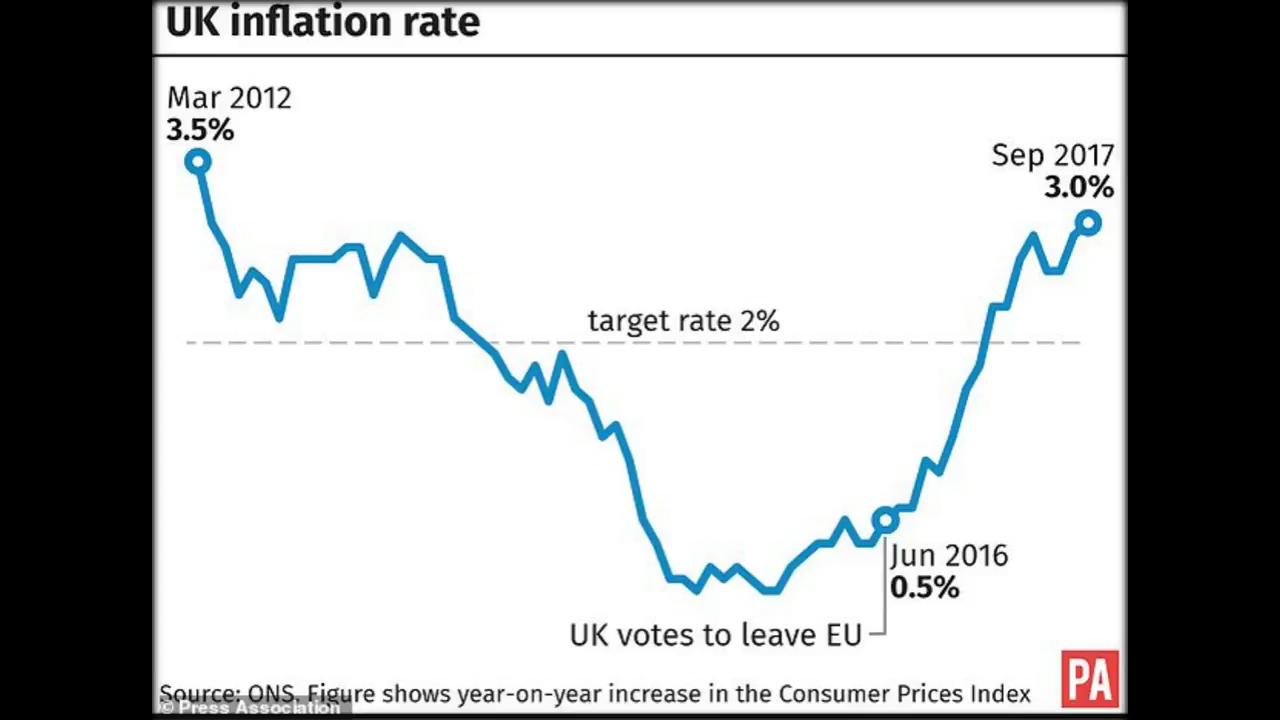 UK inflation rate
Mar 2012
3.5%
Sep 2017
3.0%
target rate 2%
Jun 2016
0.5%
UK votes to leave EU
PA
Source: ONS. Figure shows year-on-year increase in the Consumer Prices Index
© Press Association